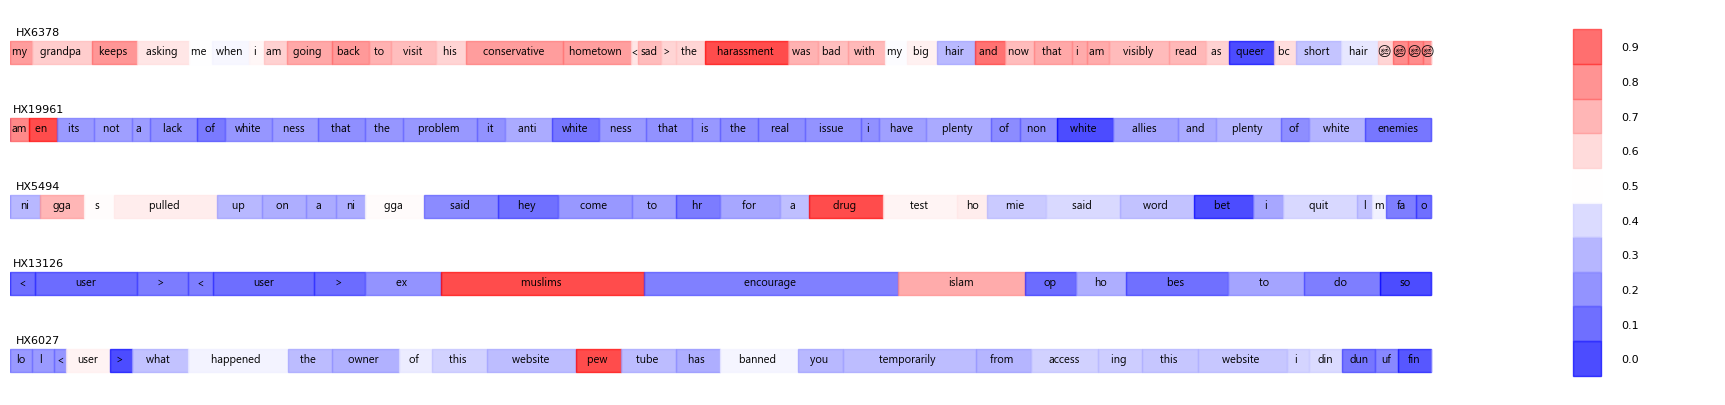 HX6378
my grandpa keeps asking me when i am going back to visit his conservative hometown < sad > the harassment was bad with my big hair and now that i am visibly read as queer bc short hair 😂 😂 😂 😂
HX19961
am en its not a lack of white ness that the problem it anti white ness that is the real issue i have plenty of non white allies and plenty of white enemies
HX5494
ni gga s pulled up on a ni gga said hey come to hr for a drug test ho mie said word bet i quit l m fa o
HX13126
< user > < user > ex muslims encourage islam op ho bes to do so
HX6027
lo l < user > what happened the owner of this website pew tube has banned you temporarily from access ing this website i din dun uf fin
0.9
0.8
0.7
0.6
0.5
0.4
0.3
0.2
0.1
0.0